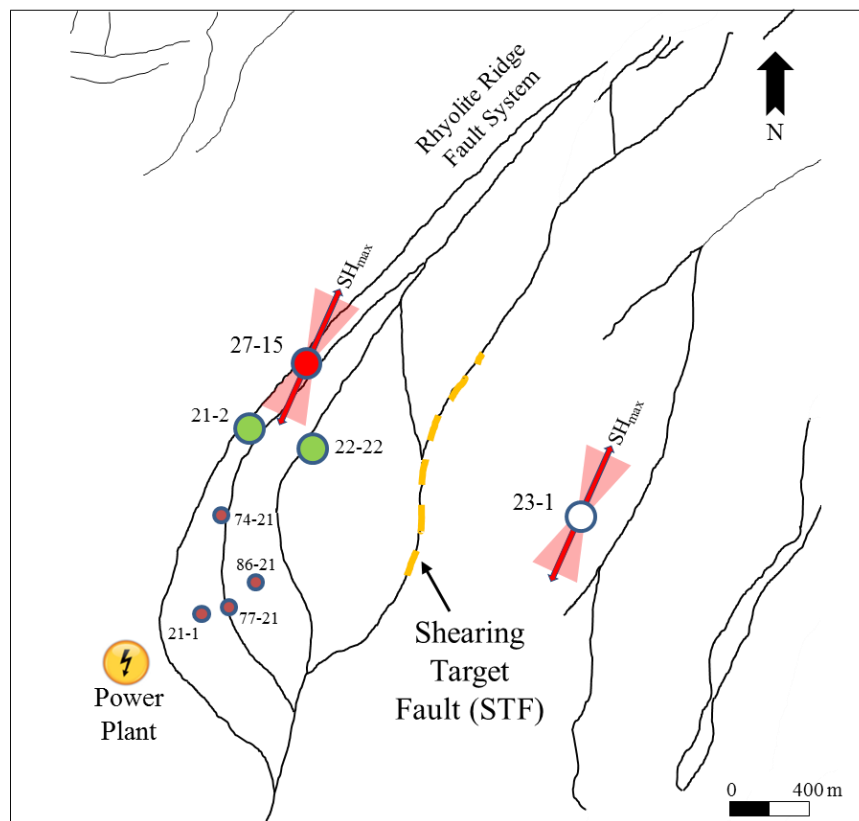 Rhyolite Ridge
Fault System
N
SHmax
27-15
21-2
22-22
SHmax
23-1
74-21
86-21
77-21
21-1
Shearing
Target
Fault (STF)
Power
Plant
0 400 m